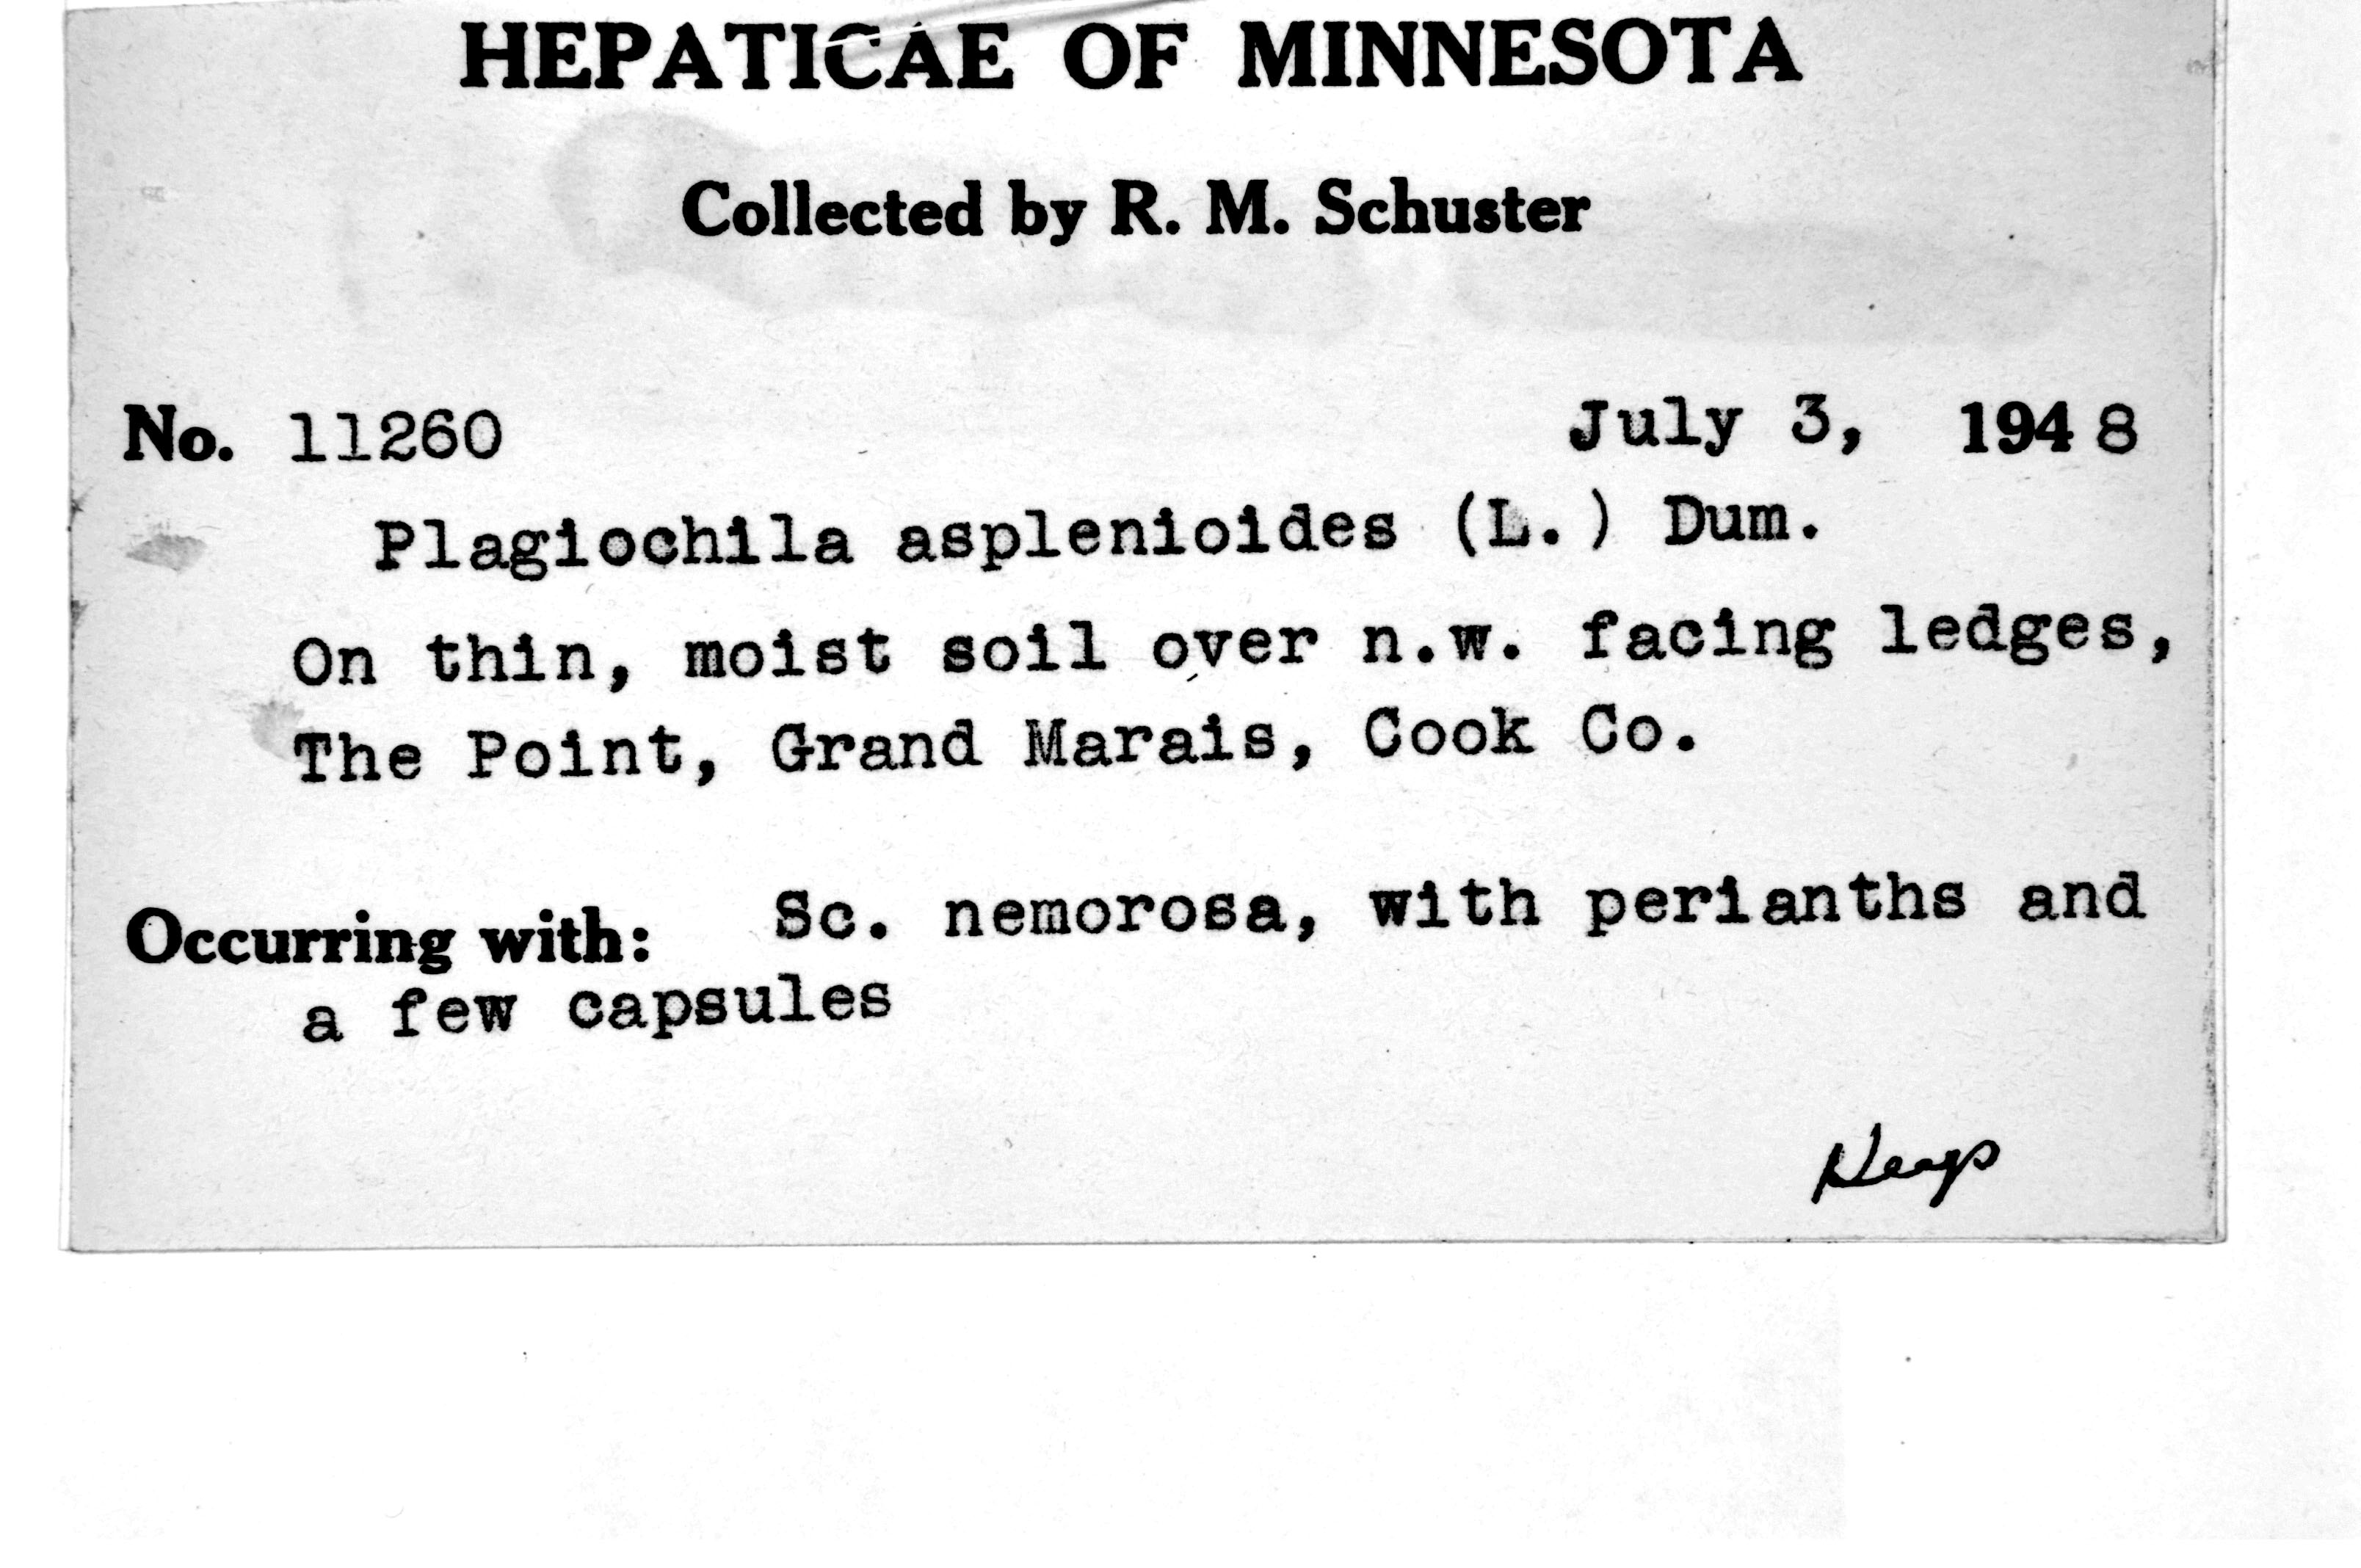 HEPATICAE OF MINNESOTA
Collected by R. M. Schuster
No. 11260 July 3, 1948
Plagiochila asplenioides (L.) Dum.
On thin, moist soil over n.w. facing ledges,
The Point, Grand Marais, Cook Co.
Occurring with: Sc. nemorosa, with perianths and
a few capsules